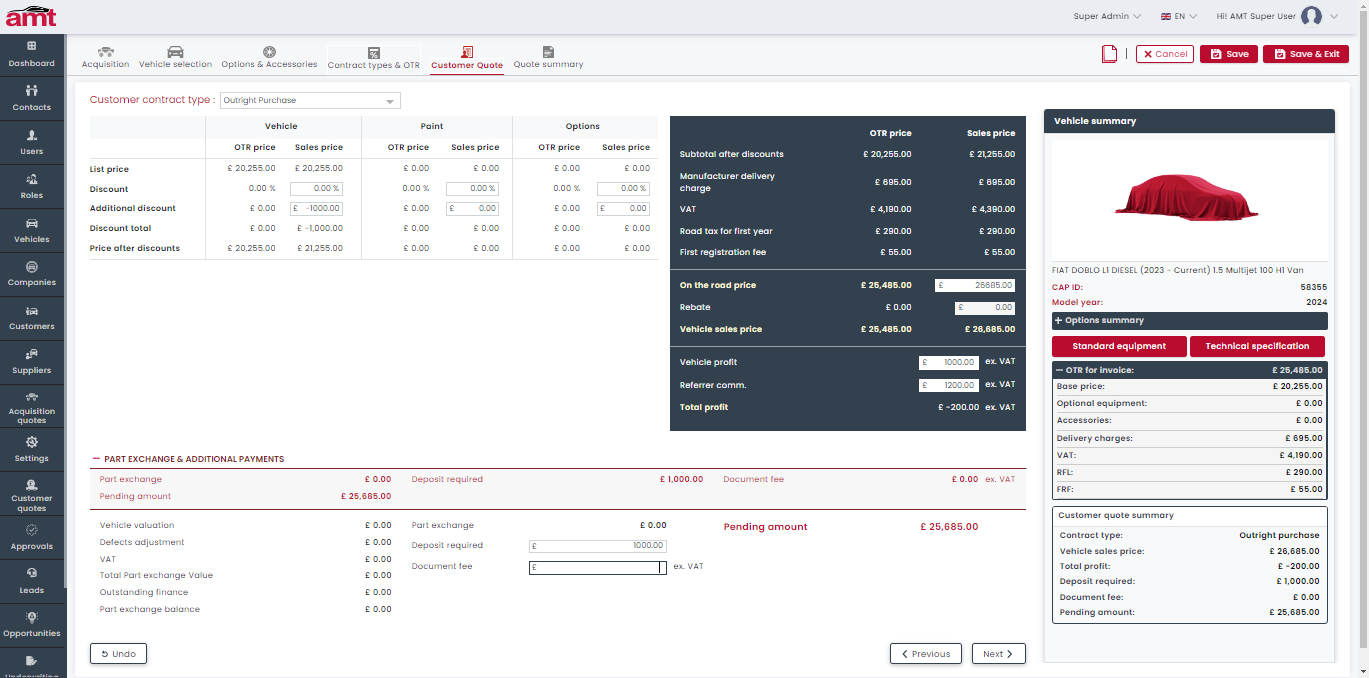 amt
Super Admin
EN
Hi! AMT Super User
Dashboard
Contacts
Users
Roles
Vehicles
Companies
Customers
Suppliers
Acquisition quotes
Settings
Customer quotes
Approvals
Leads
Opportunities
Underwriting
Acquisition
Vehicle selection
Options & Accessories
Contract types & OTR
Customer Quote
Quote summary
Cancel
Save
Save & Exit
Customer contract type : Outright Purchase
Vehicle Paint Options
OTR price Sales price OTR price Sales price OTR price Sales price
List price £ 20,255.00 £ 20,255.00 £ 0.00 £ 0.00 £ 0.00 £ 0.00
Discount 0.00 % 0.00 % 0.00 % 0.00 % 0.00 % 0.00 %
Additional discount £ 0.00 £ -1000.00 £ 0.00 £ 0.00 £ 0.00 £ 0.00
Discount total £ 0.00 £ -1,000.00 £ 0.00 £ 0.00 £ 0.00 £ 0.00
Price after discounts £ 20,255.00 £ 21,255.00 £ 0.00 £ 0.00 £ 0.00 £ 0.00
OTR price Sales price
Subtotal after discounts £ 20,255.00 £ 21,255.00
Manufacturer delivery charge £ 695.00 £ 695.00
VAT £ 4,190.00 £ 4,390.00
Road tax for first year £ 290.00 £ 290.00
First registration fee £ 55.00 £ 55.00
On the road price £ 25,485.00 £ 26685.00
Rebate £ 0.00 £ 0.00
Vehicle sales price £ 25,485.00 £ 26,685.00
Vehicle profit £ 1000.00 ex. VAT
Referrer comm. £ 1200.00 ex. VAT
Total profit £ -200.00 ex. VAT
PART EXCHANGE & ADDITIONAL PAYMENTS
Part exchange £ 0.00 Deposit required £ 1,000.00 Document fee £ 0.00 ex. VAT
Pending amount £ 25,685.00
Vehicle valuation £ 0.00
Defects adjustment £ 0.00
VAT £ 0.00
Total Part exchange Value £ 0.00
Outstanding finance £ 0.00
Part exchange balance £ 0.00
Part exchange £ 0.00
Deposit required £ 1000.00
Document fee £ ex. VAT
Pending amount £ 25,685.00
Undo
Previous
Next
Vehicle summary
FIAT DOBLO L1 DIESEL (2023 - Current) 1.5 Multijet 100 H1 Van
CAP ID: 58355
Model year: 2024
+ Options summary
Standard equipment
Technical specification
— OTR for invoice: £ 25,485.00
Base price: £ 20,255.00
Optional equipment: £ 0.00
Accessories: £ 0.00
Delivery charges: £ 695.00
VAT: £ 4,190.00
RFL: £ 290.00
FRF: £ 55.00
Customer quote summary
Contract type: Outright purchase
Vehicle sales price: £ 26,685.00
Total profit: £ -200.00
Deposit required: £ 1,000.00
Document fee: £ 0.00
Pending amount: £ 25,685.00